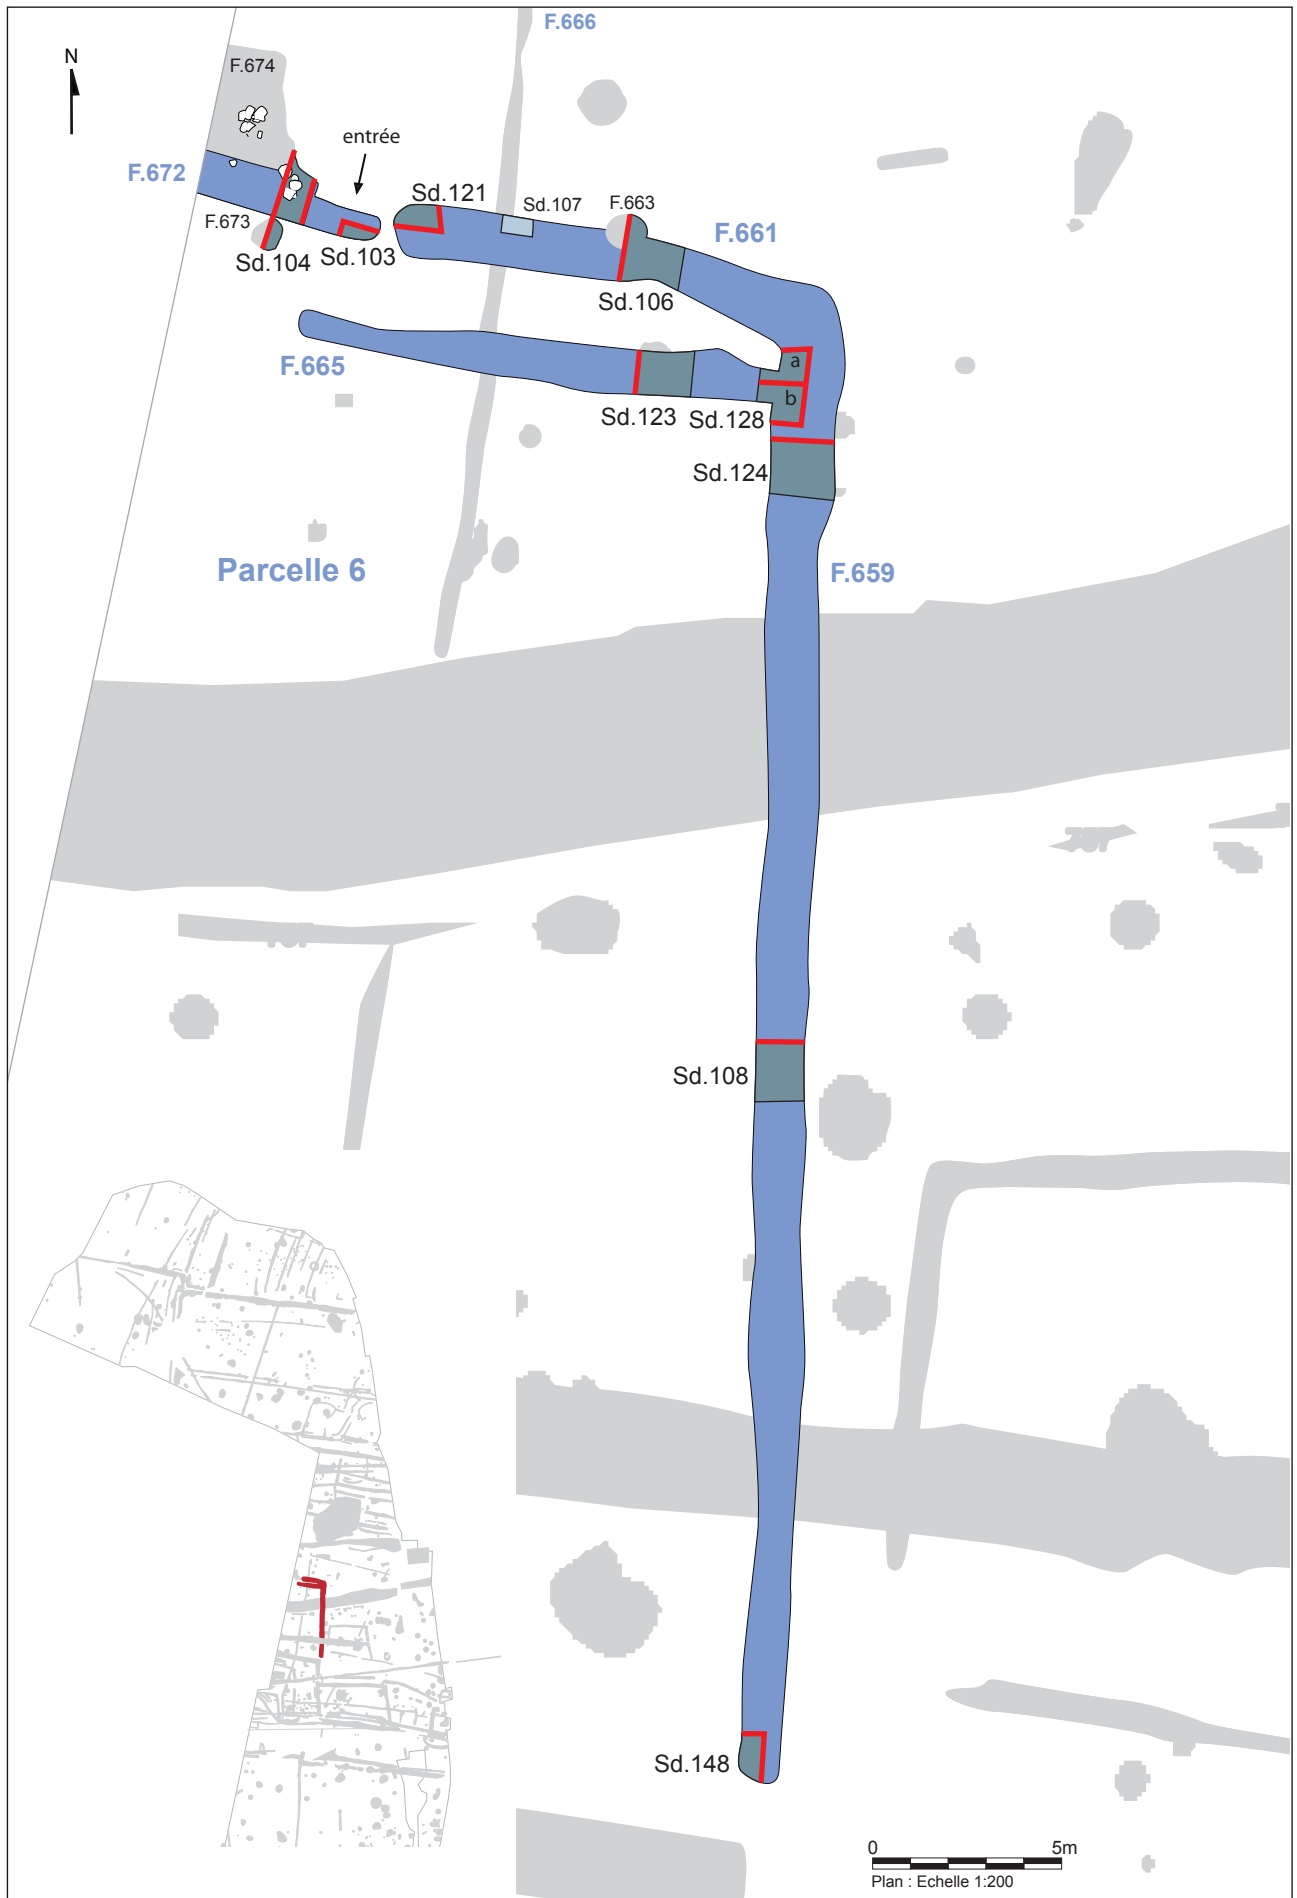 F.666
N
F.674
entrée
F.672
Sd.121
Sd.107
F.663
F.673
F.661
Sd.104
Sd.103
Sd.106
F.665
a
b
Sd.123
Sd.128
Sd.124
Parcelle 6
F.659
Sd.108
Sd.148
0 5m
Plan : Echelle 1:200